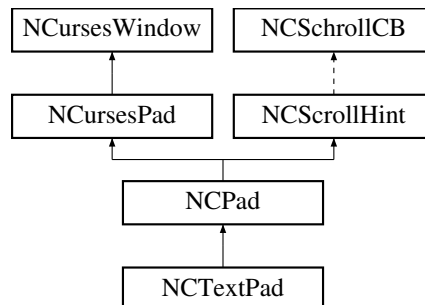 NCursesWindow
NCSchrollCB
NCursesPad
NCScrollHint
NCPad
NCTextPad